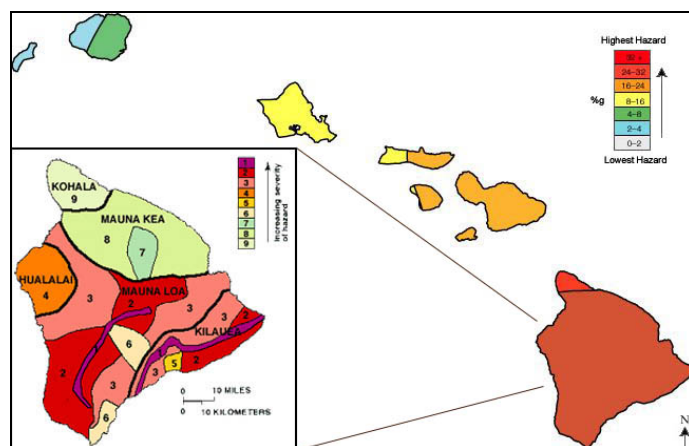 Highest Hazard
32 +
24–32
16–24
%g
8–16
4–8
2–4
0–2
Lowest Hazard
KOHALA
9
MAUNA KEA
8
7
HUALALAI
4
3
MAUNA LOA
2
3
3
2
KILAUEA
6
2
3
3
5
2
6
1
2
3
4
5
6
7
8
9
Increasing severity
of hazard
0 10 MILES
0 10 KILOMETERS
N